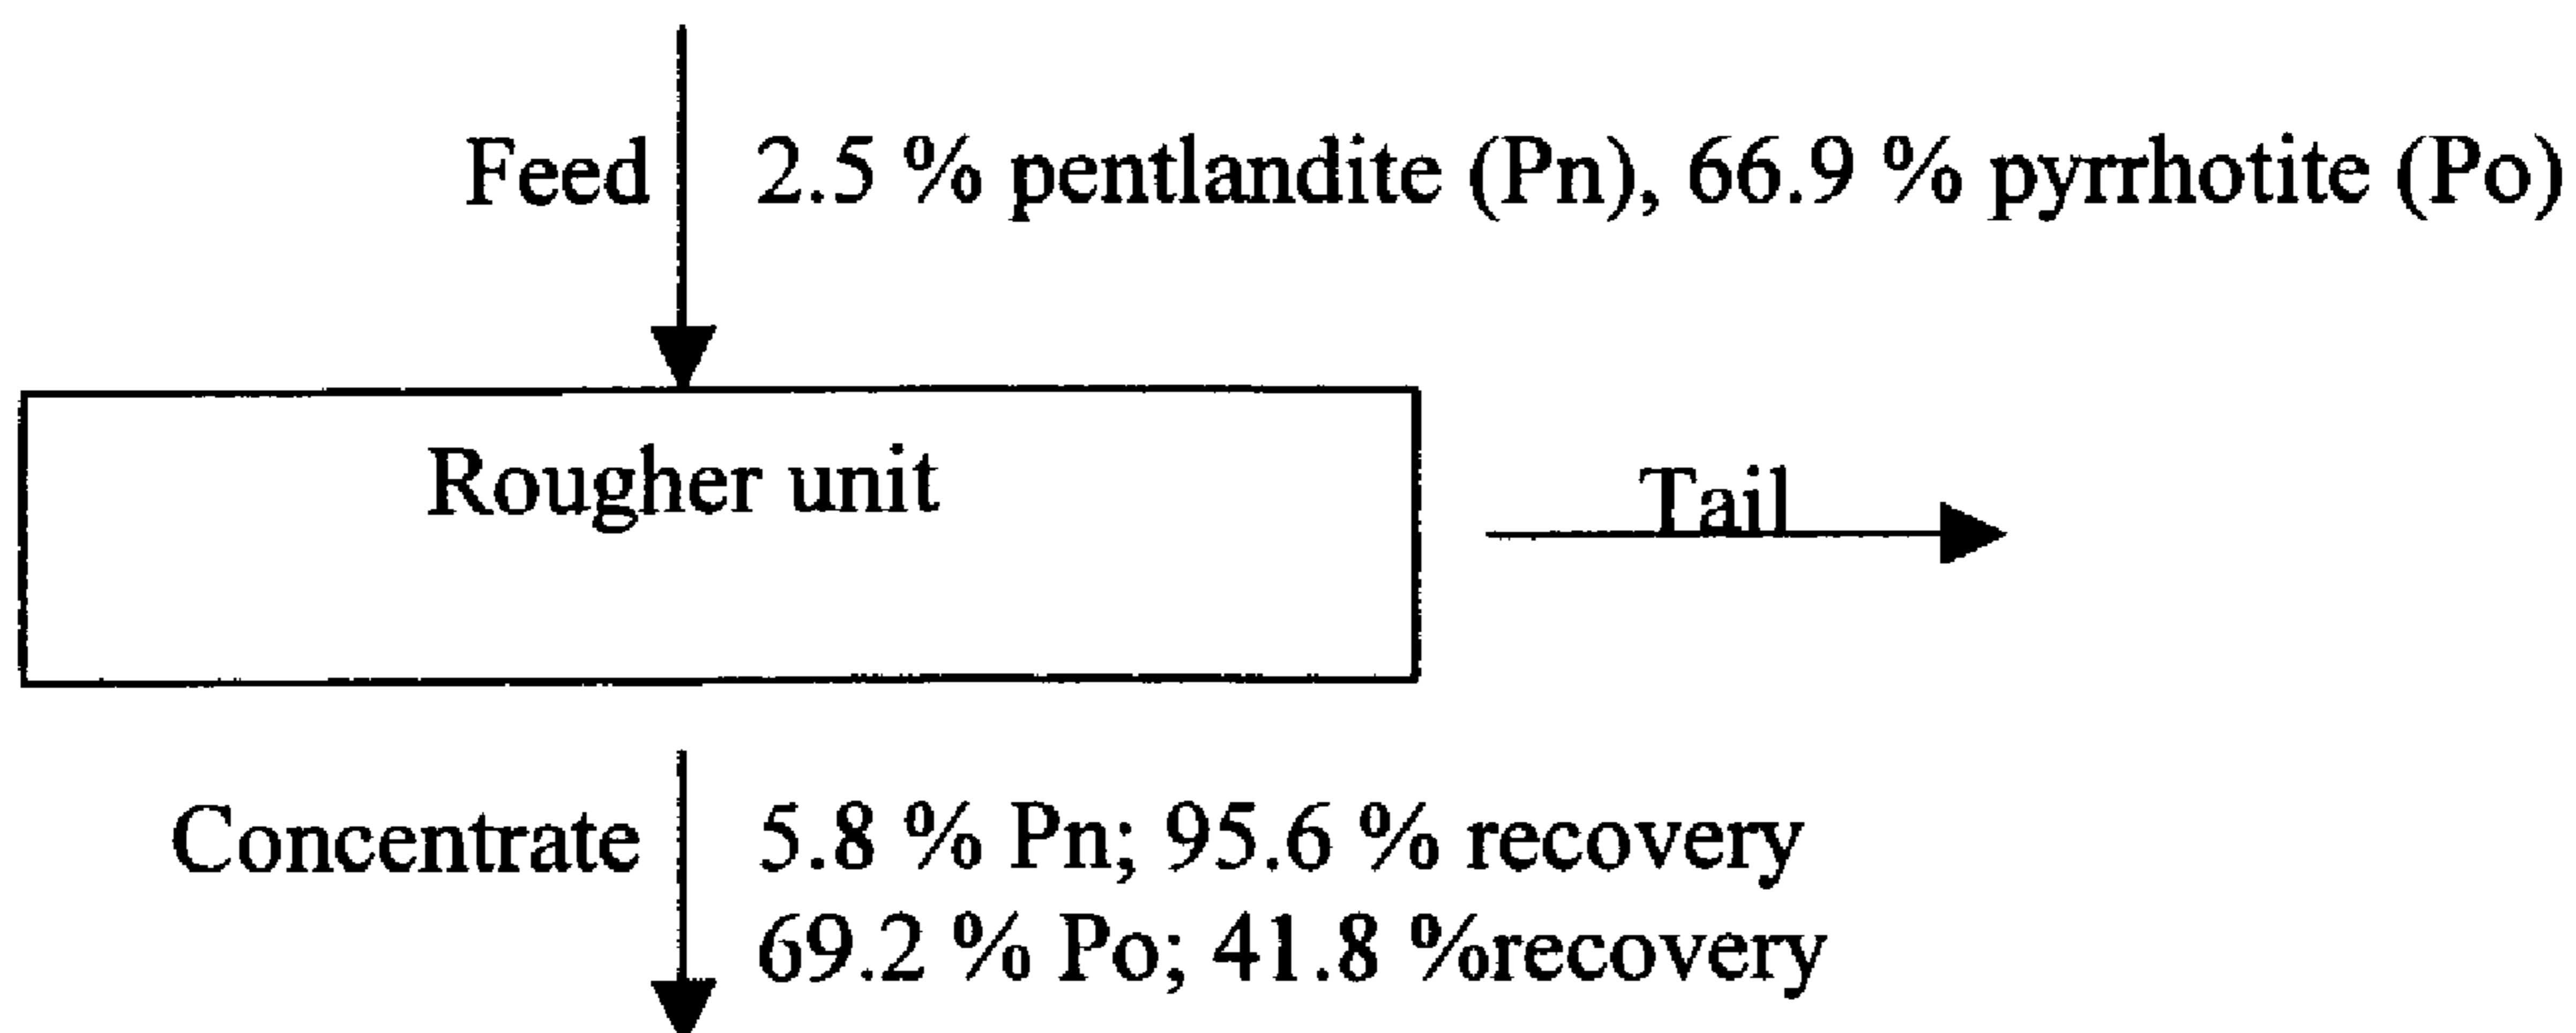 Feed 2.5 % pentlandite (Pn), 66.9 % pyrrhotite (Po)
Rougher unit
Tail
Concentrate 5.8 % Pn; 95.6 % recovery
69.2 % Po; 41.8 %recovery